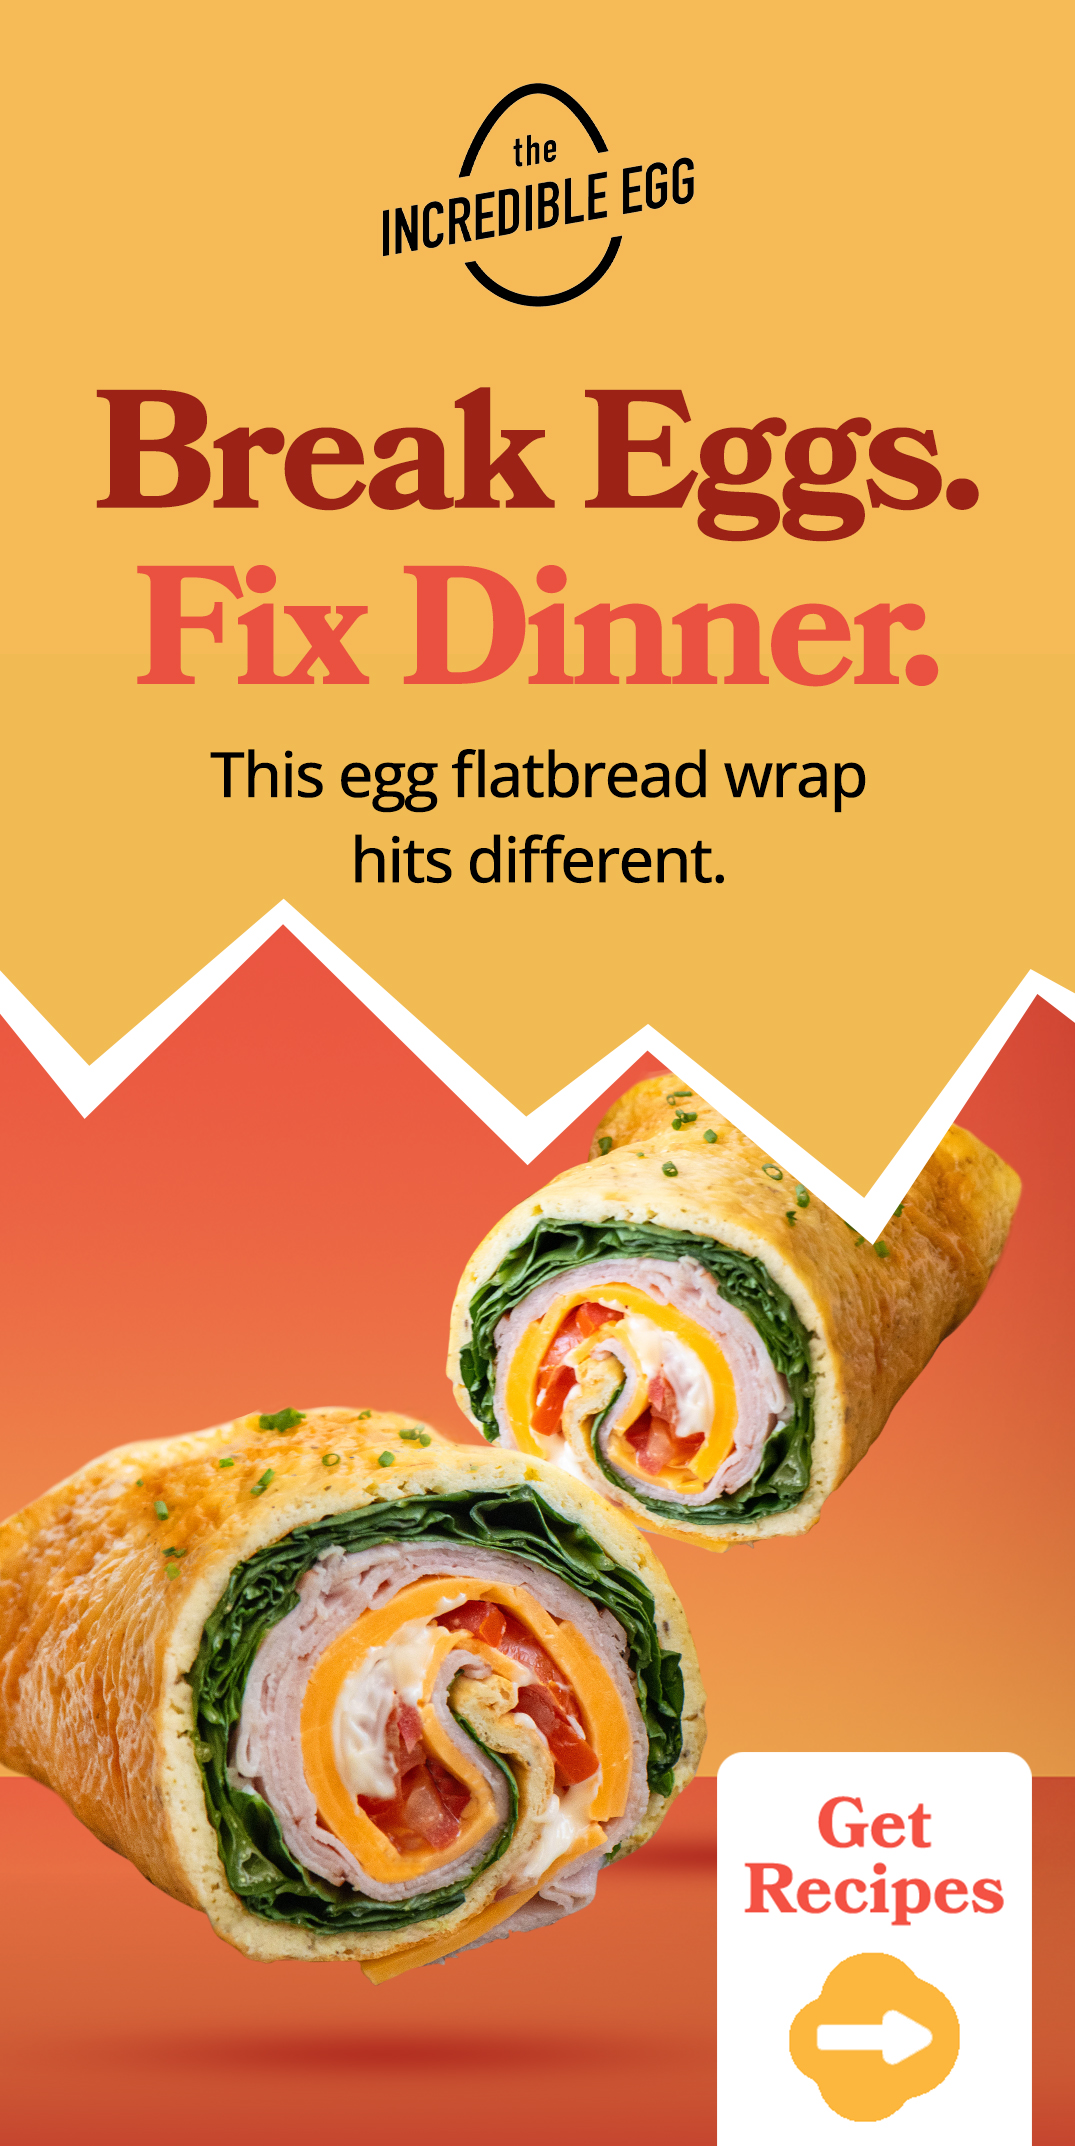 the
INCREDIBLE EGG
Break Eggs.
Fix Dinner.
This egg flatbread wrap
hits different.
Get
Recipes